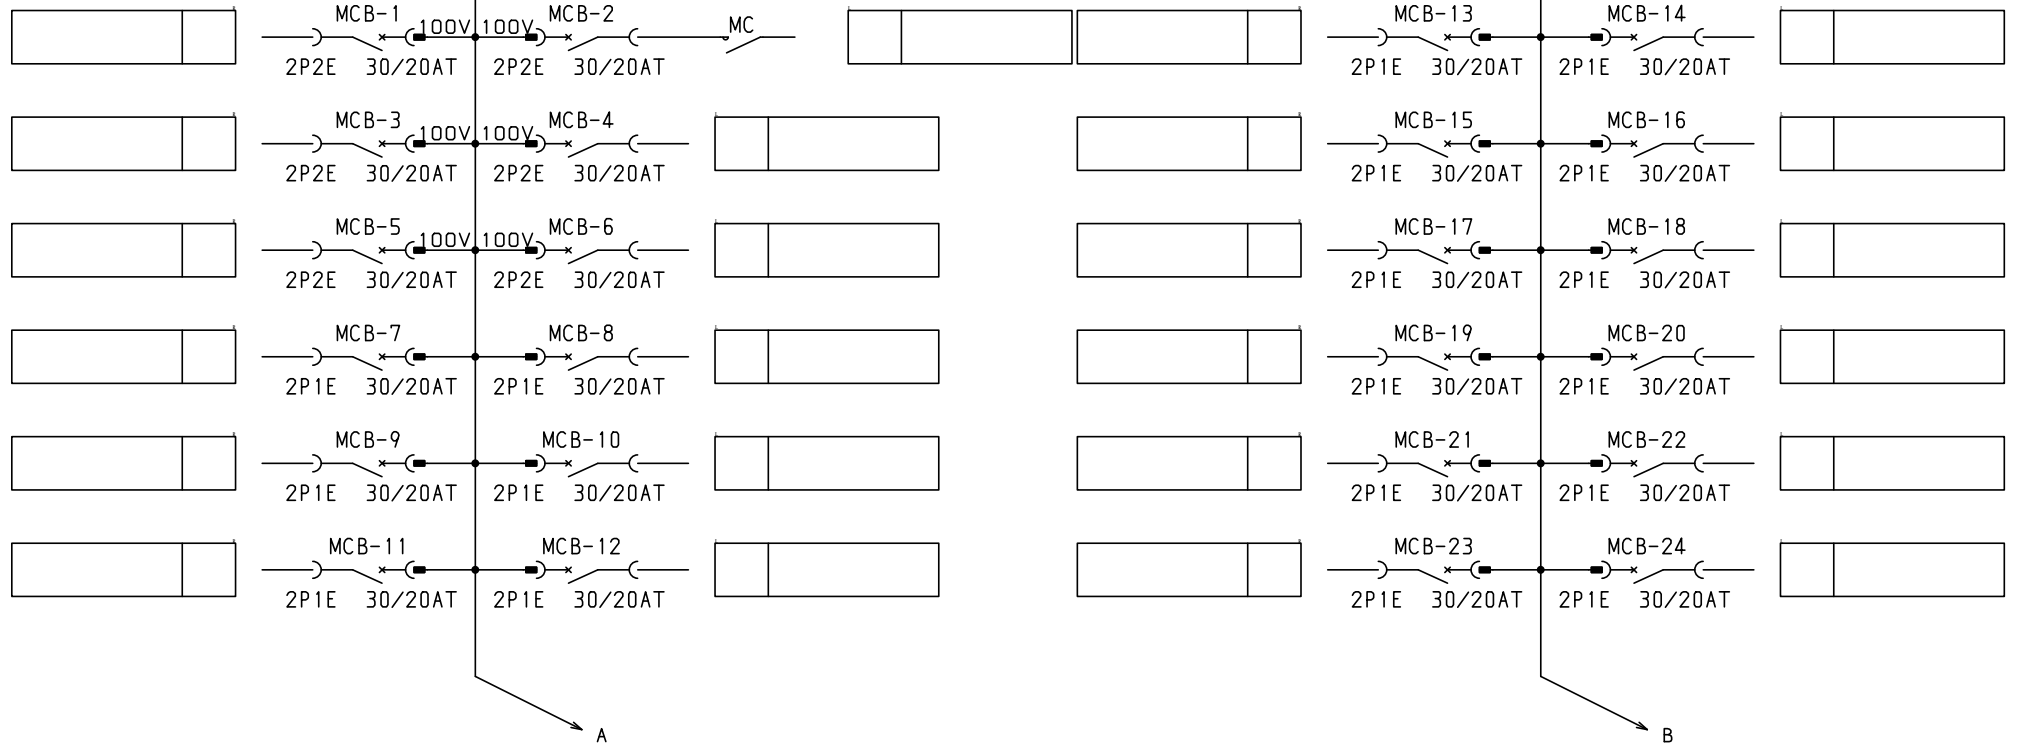 MCB-1 MCB-2 MC MCB-13 MCB-14
100V 100V
2P2E 30/20AT 2P2E 30/20AT 2P1E 30/20AT 2P1E 30/20AT
MCB-3 MCB-4 MCB-15 MCB-16
100V 100V
2P2E 30/20AT 2P2E 30/20AT 2P1E 30/20AT 2P1E 30/20AT
MCB-5 MCB-6 MCB-17 MCB-18
100V 100V
2P2E 30/20AT 2P2E 30/20AT 2P1E 30/20AT 2P1E 30/20AT
MCB-7 MCB-8 MCB-19 MCB-20
2P1E 30/20AT 2P1E 30/20AT 2P1E 30/20AT 2P1E 30/20AT
MCB-9 MCB-10 MCB-21 MCB-22
2P1E 30/20AT 2P1E 30/20AT 2P1E 30/20AT 2P1E 30/20AT
MCB-11 MCB-12 MCB-23 MCB-24
2P1E 30/20AT 2P1E 30/20AT 2P1E 30/20AT 2P1E 30/20AT
A B